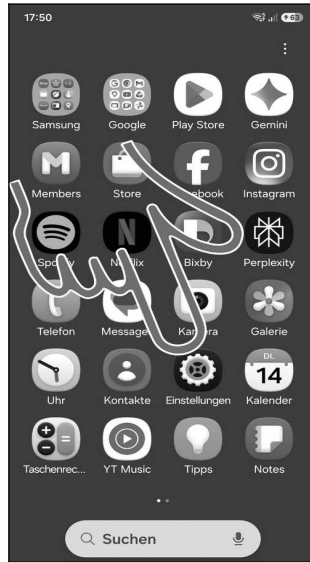 17:50
Samsung Google Play Store Gemini
Members Store Instagram
Perplexity
Telefon Galerie
DI.
14
Uhr Kontakte Einstellungen Kalender
Taschenrec... YT Music Tipps Notes
Suchen